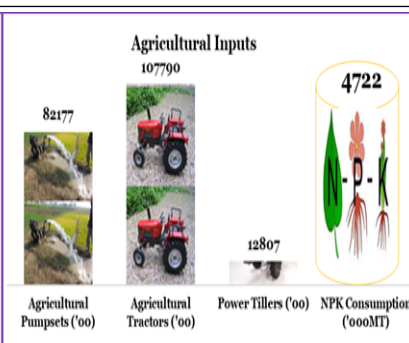 Agricultural Inputs
107790
82177
4722
N-P-K
12807
Agricultural
Pumpsets ('00)
Agricultural
Tractors ('00)
Power Tillers ('00)
NPK Consumption
('000MT)